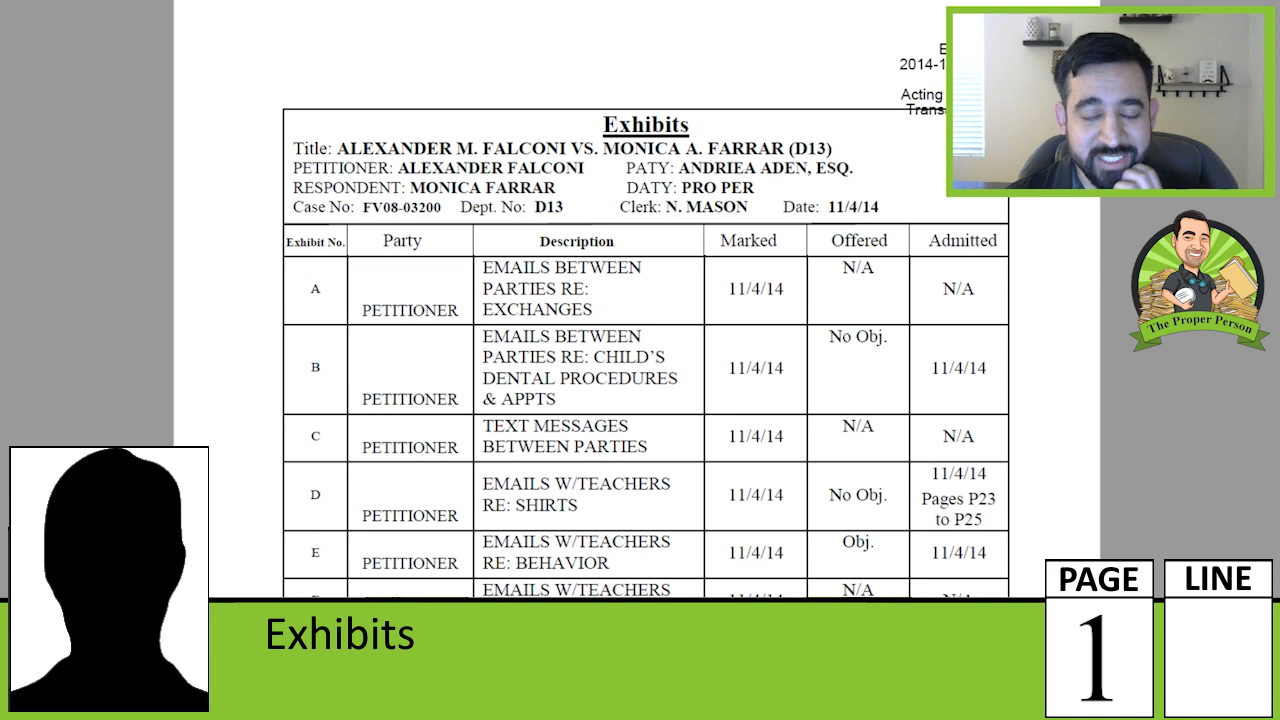 E
2014-1
Acting
Trans
Exhibits
Title: ALEXANDER M. FALCONI VS. MONICA A. FARRAR (D13)
PETITIONER: ALEXANDER FALCONI PATY: ANDRIEA ADEN, ESQ.
RESPONDENT: MONICA FARRAR DATY: PRO PER
Case No: FV08-03200 Dept. No: D13 Clerk: N. MASON Date: 11/4/14
Exhibit No. Party Description Marked Offered Admitted
A PETITIONER EMAILS BETWEEN PARTIES RE: EXCHANGES 11/4/14 N/A N/A
B PETITIONER EMAILS BETWEEN PARTIES RE: CHILD'S DENTAL PROCEDURES & APPTS 11/4/14 No Obj. 11/4/14
C PETITIONER TEXT MESSAGES BETWEEN PARTIES 11/4/14 N/A N/A
D PETITIONER EMAILS W/TEACHERS RE: SHIRTS 11/4/14 No Obj. 11/4/14 Pages P23 to P25
E PETITIONER EMAILS W/TEACHERS RE: BEHAVIOR 11/4/14 Obj. 11/4/14
EMAILS W/TEACHERS N/A
The Proper Person
Exhibits
PAGE LINE
1